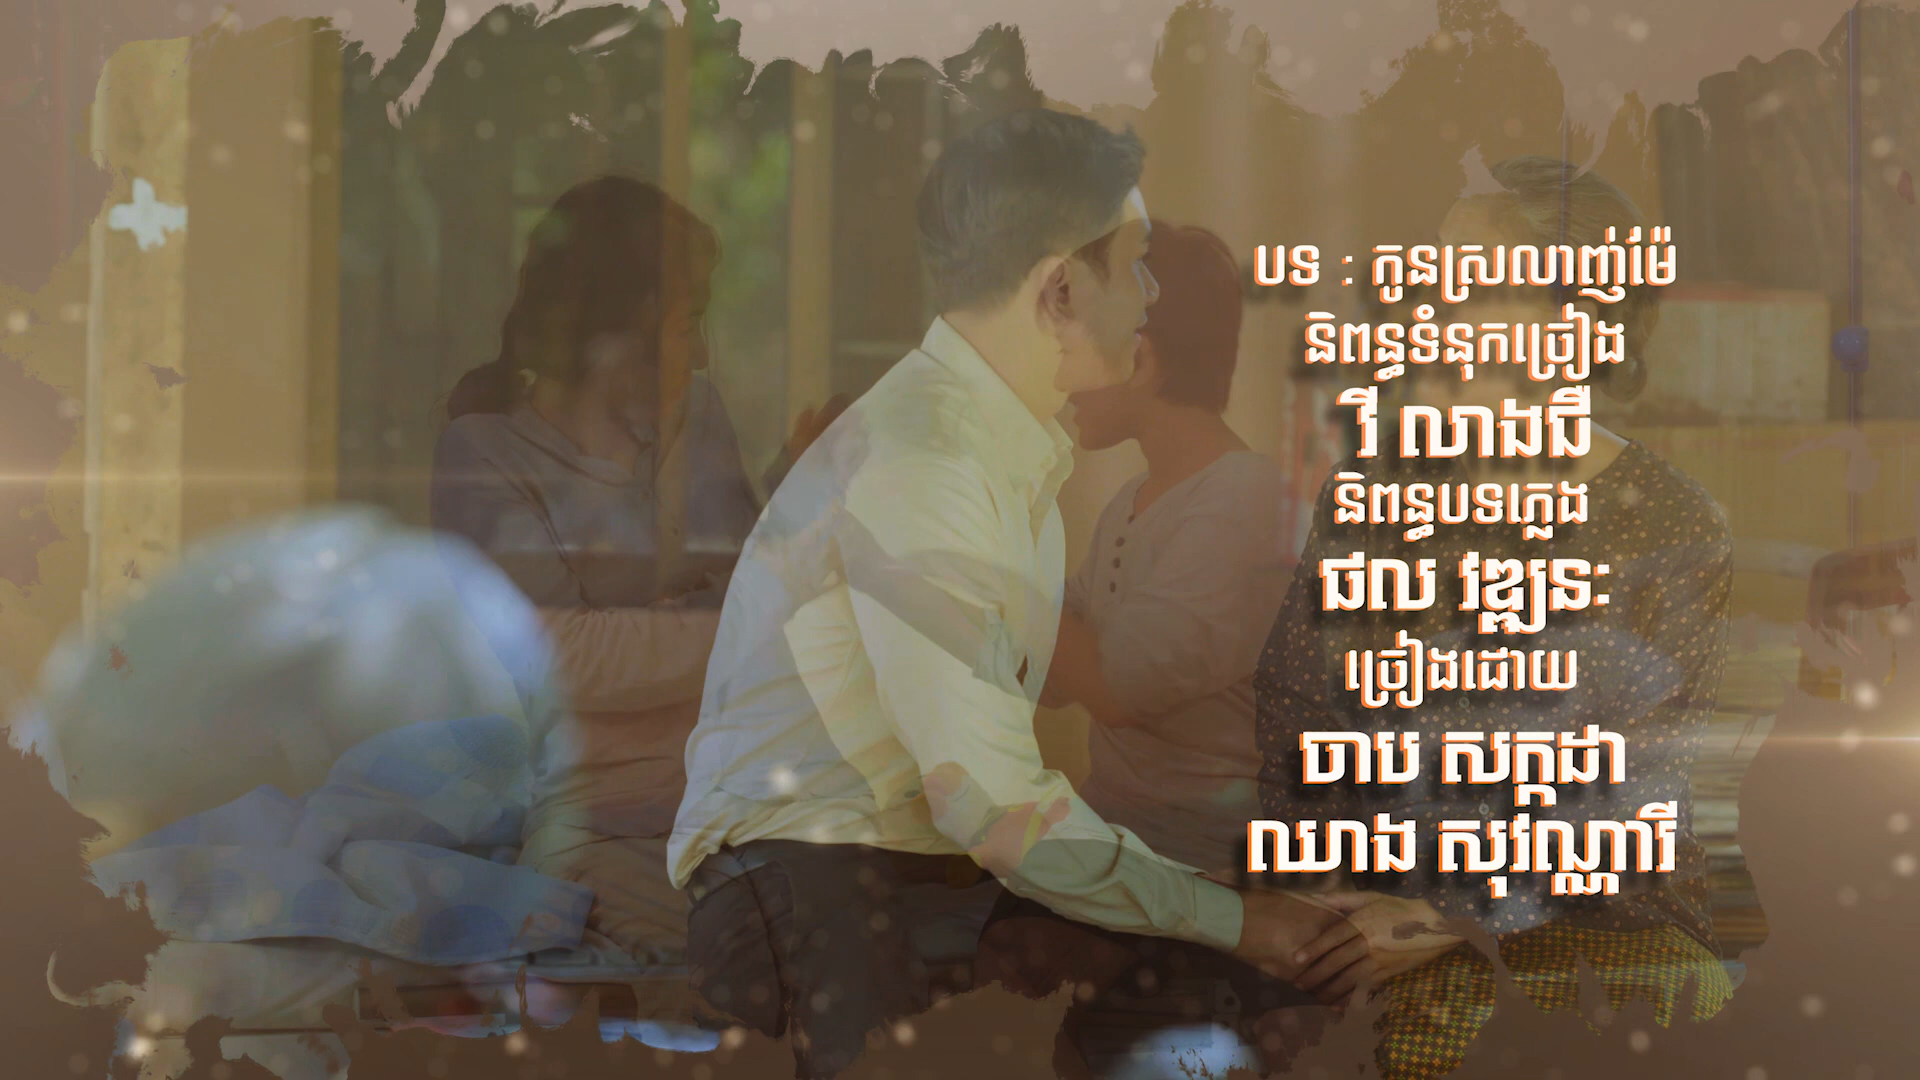 បទ : កូនស្រលាញ់ម៉ែ
និពន្ធទំនុកច្រៀង
វី លាងជី
និពន្ធបទភ្លេង
ផល វឌ្ឍនៈ
ច្រៀងដោយ
ចាប សក្កដា
ឈាង សុវណ្ណារី